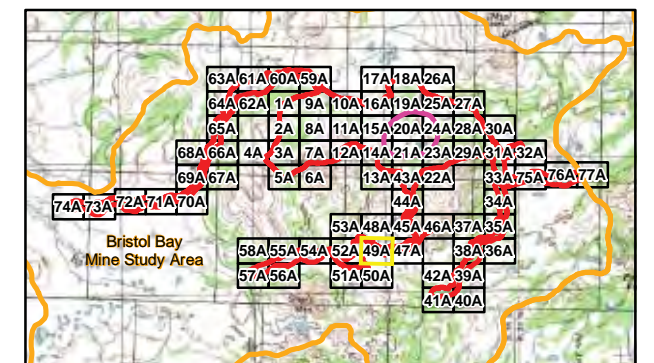 63A 61A 60A 59A 17A 18A 26A
64A 62A 1A 9A 10A 16A 19A 25A 27A
65A 2A 8A 11A 15A 20A 24A 28A 30A
68A 66A 4A 3A 7A 12A 14A 21A 23A 29A 31A 32A
69A 67A 5A 6A 13A 43A 22A 33A 75A 76A 77A
74A 73A 72A 71A 70A 44A 34A
53A 48A 45A 46A 37A 35A
Bristol Bay
Mine Study Area
58A 55A 54A 52A 49A 47A 38A 36A
57A 56A 51A 50A 42A 39A
41A 40A